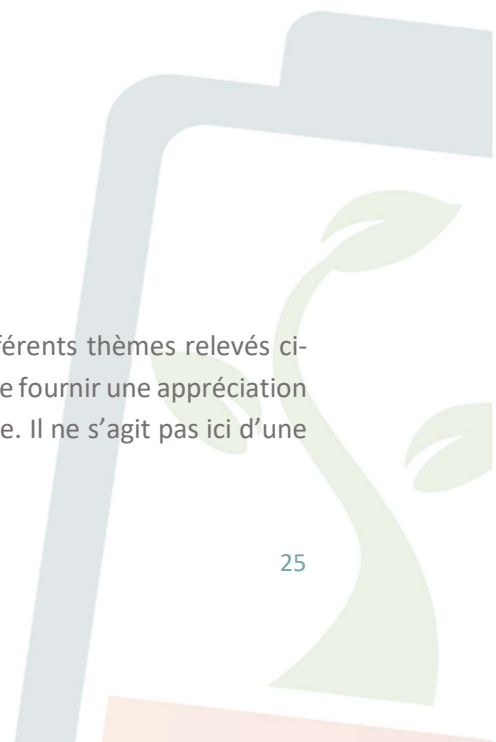 férents thèmes relevés ci-
e fournir une appréciation
e. Il ne s’agit pas ici d’une
25